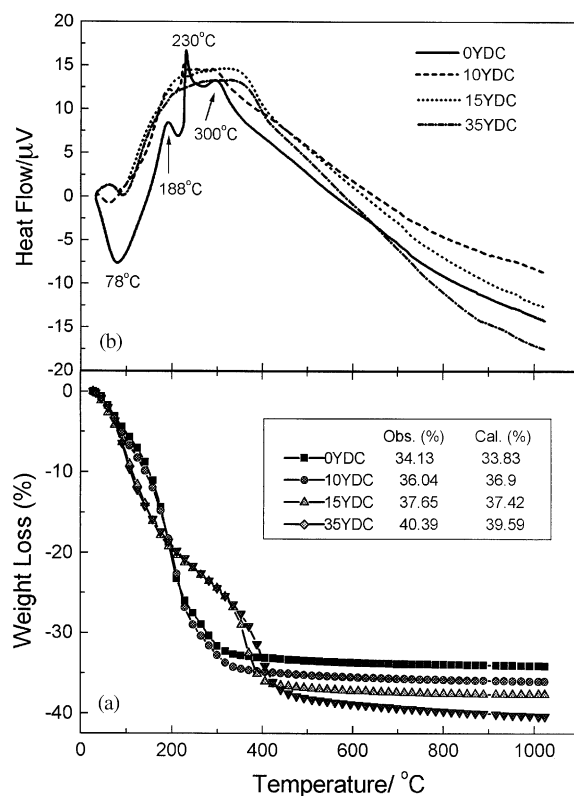 20
15
10
5
0
-5
-10
-15
-20
Heat Flow/μV
230°C
188°C
300°C
78°C
0YDC
10YDC
15YDC
35YDC
(b)
0
-10
-20
-30
-40
Weight Loss (%)
Obs. (%) Cal. (%)
0YDC 34.13 33.83
10YDC 36.04 36.9
15YDC 37.65 37.42
35YDC 40.39 39.59
(a)
0 200 400 600 800 1000
Temperature/ °C